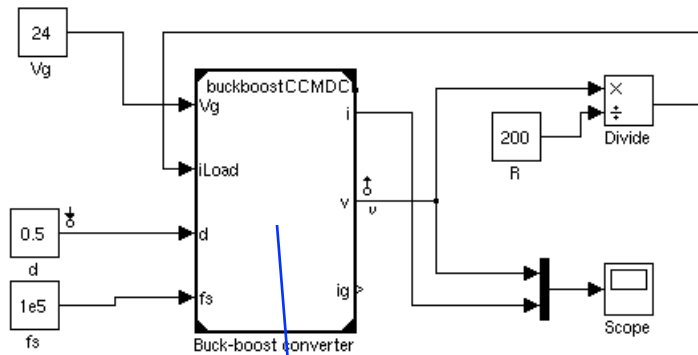 24
Vg
buckboostCCMDC
Vg
i
×
÷
Divide
200
R
iLoad
v
υ
0.5
d
d
1e5
fs
fs
ig
Scope
Buck-boost converter